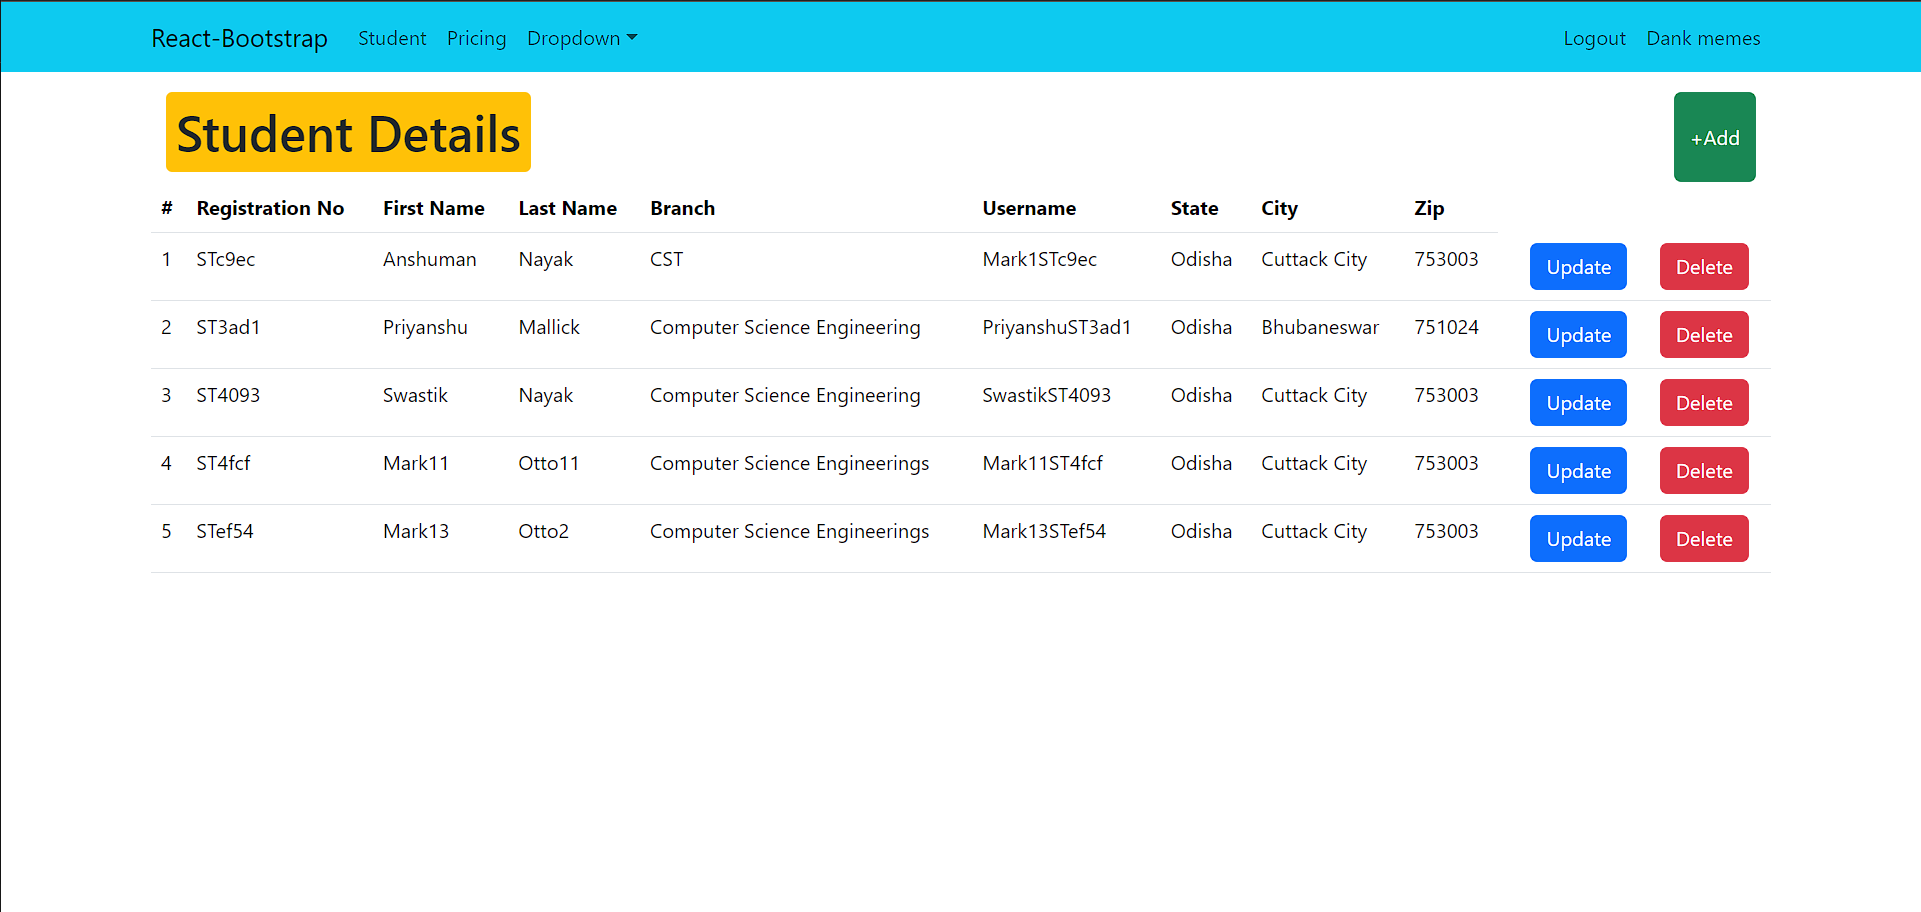 React-Bootstrap Student Pricing Dropdown Logout Dank memes
Student Details +Add
# Registration No First Name Last Name Branch Username State City Zip
1 STc9ec Anshuman Nayak CST Mark1STc9ec Odisha Cuttack City 753003 Update Delete
2 ST3ad1 Priyanshu Mallick Computer Science Engineering PriyanshuST3ad1 Odisha Bhubaneswar 751024 Update Delete
3 ST4093 Swastik Nayak Computer Science Engineering SwastikST4093 Odisha Cuttack City 753003 Update Delete
4 ST4fcf Mark11 Otto11 Computer Science Engineerings Mark11ST4fcf Odisha Cuttack City 753003 Update Delete
5 STef54 Mark13 Otto2 Computer Science Engineerings Mark13STef54 Odisha Cuttack City 753003 Update Delete